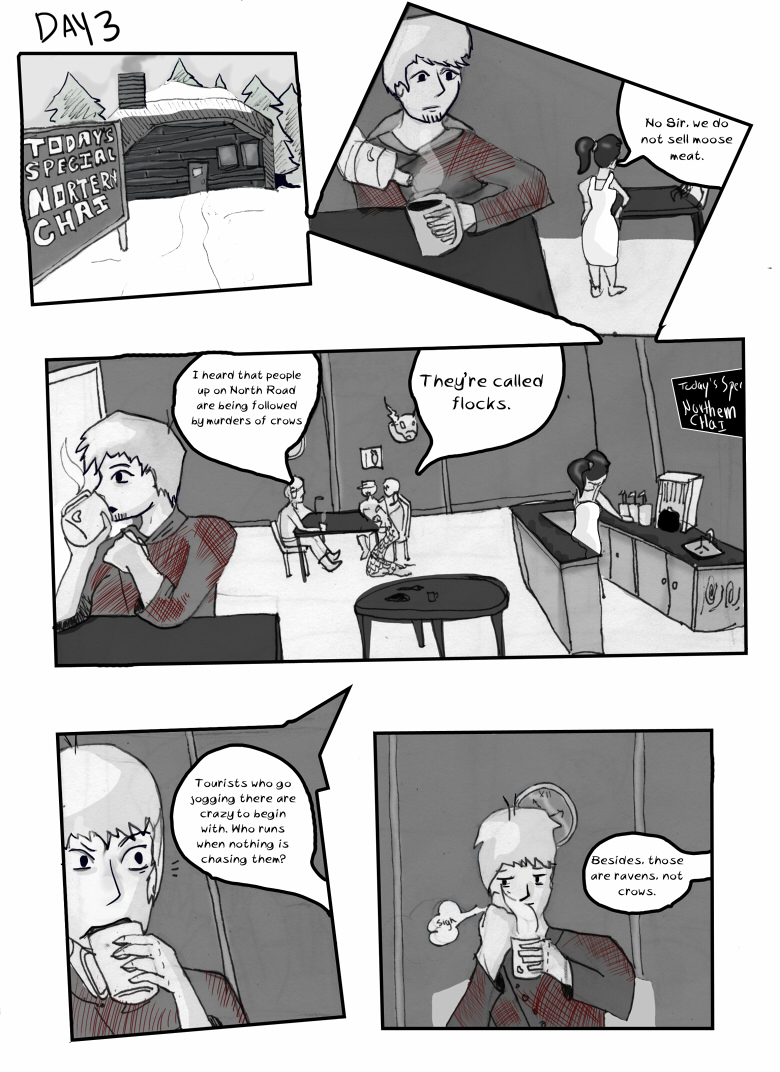 DAY 3
TODAY'S
SPECIAL
NORTERN
CHAI
No Sir, we do
not sell moose
meat.
I heard that people
up on North Road
are being followed
by murders of crows
They're called
flocks.
Today's Spe
Northern
CHaI
Tourists who go
jogging there are
crazy to begin
with. Who runs
when nothing is
chasing them?
Besides, those
are ravens, not
crows.
sigh
XII